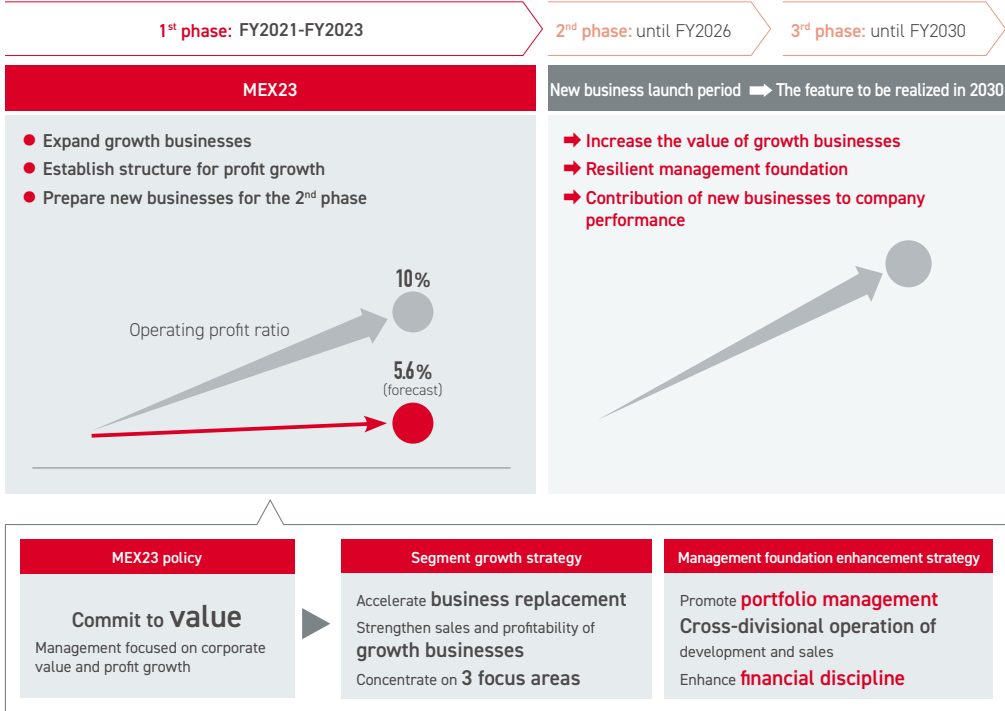 1st phase: FY2021-FY2023
2nd phase: until FY2026
3rd phase: until FY2030
MEX23
New business launch period ➡ The feature to be realized in 2030
● Expand growth businesses
● Establish structure for profit growth
● Prepare new businesses for the 2nd phase
➡ Increase the value of growth businesses
➡ Resilient management foundation
➡ Contribution of new businesses to company
performance
10%
Operating profit ratio
5.6%
(forecast)
MEX23 policy
Commit to value
Management focused on corporate
value and profit growth
Segment growth strategy
Accelerate business replacement
Strengthen sales and profitability of
growth businesses
Concentrate on 3 focus areas
Management foundation enhancement strategy
Promote portfolio management
Cross-divisional operation of
development and sales
Enhance financial discipline